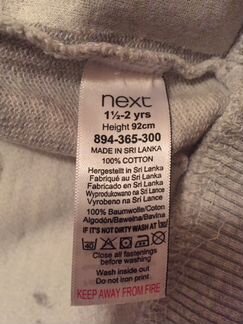 next
1½-2 yrs
Height 92cm
894-365-300
MADE IN SRI LANKA
100% COTTON
Hergestellt in Sri Lanka
Fabriqué au Sri Lanka
Fabricado en Sri Lanka
Wyprodukowano na Sri Lance
Vyrobeno na Srí Lance
100% Baumwolle/Coton
Algodón/Bawełna/Bavlna
IF IT'S NOT DIRTY WASH AT 30
40
Close all fastenings
before washing
Wash inside out
Do not iron print
KEEP AWAY FROM FIRE